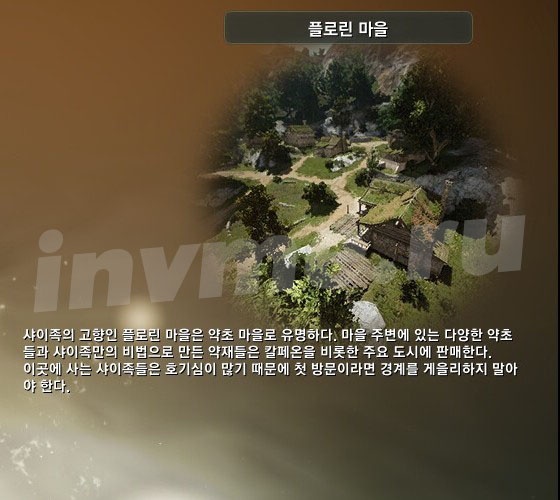 플로린 마을
샤이족의 고향인 플로린 마을은 약초 마을로 유명하다. 마을 주변에 있는 다양한 약초
들과 샤이족만의 비법으로 만든 약재들은 칼페온을 비롯한 주요 도시에 판매한다.
이곳에 사는 샤이족들은 호기심이 많기 때문에 첫 방문이라면 경계를 게을리하지 말아
야 한다.